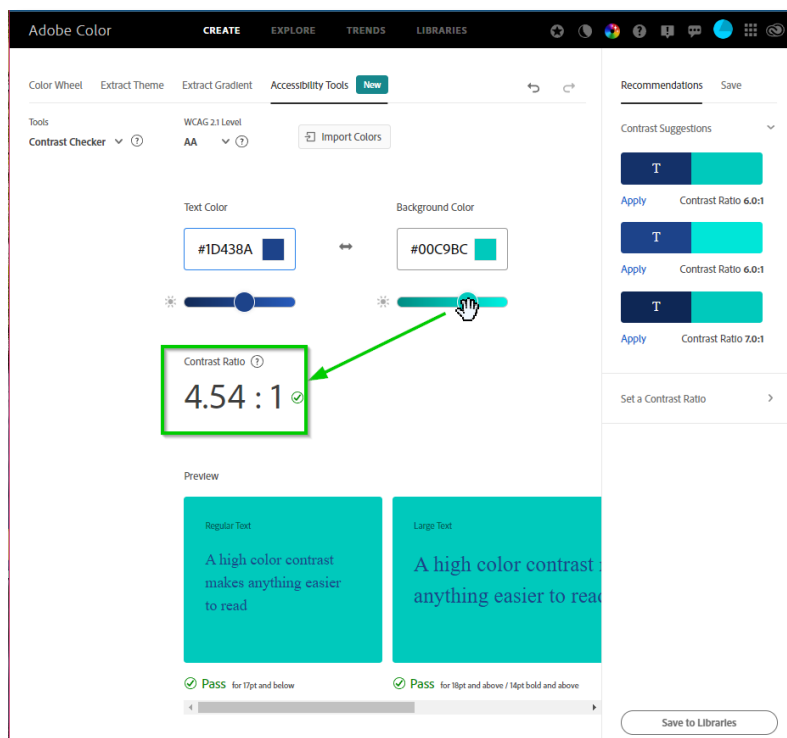 Adobe Color CREATE EXPLORE TRENDS LIBRARIES
Color Wheel Extract Theme Extract Gradient Accessibility Tools New
Tools
Contrast Checker
WCAG 2.1 Level
AA
Import Colors
Text Color
#1D438A
Background Color
#00C9BC
Contrast Ratio
4.54 : 1
Preview
Regular Text
A high color contrast
makes anything easier
to read
Pass for 17pt and below
Large Text
A high color contrast
anything easier to read
Pass for 18pt and above / 14pt bold and above
Recommendations Save
Contrast Suggestions
T
Apply Contrast Ratio 6.0:1
T
Apply Contrast Ratio 6.0:1
T
Apply Contrast Ratio 7.0:1
Set a Contrast Ratio
Save to Libraries